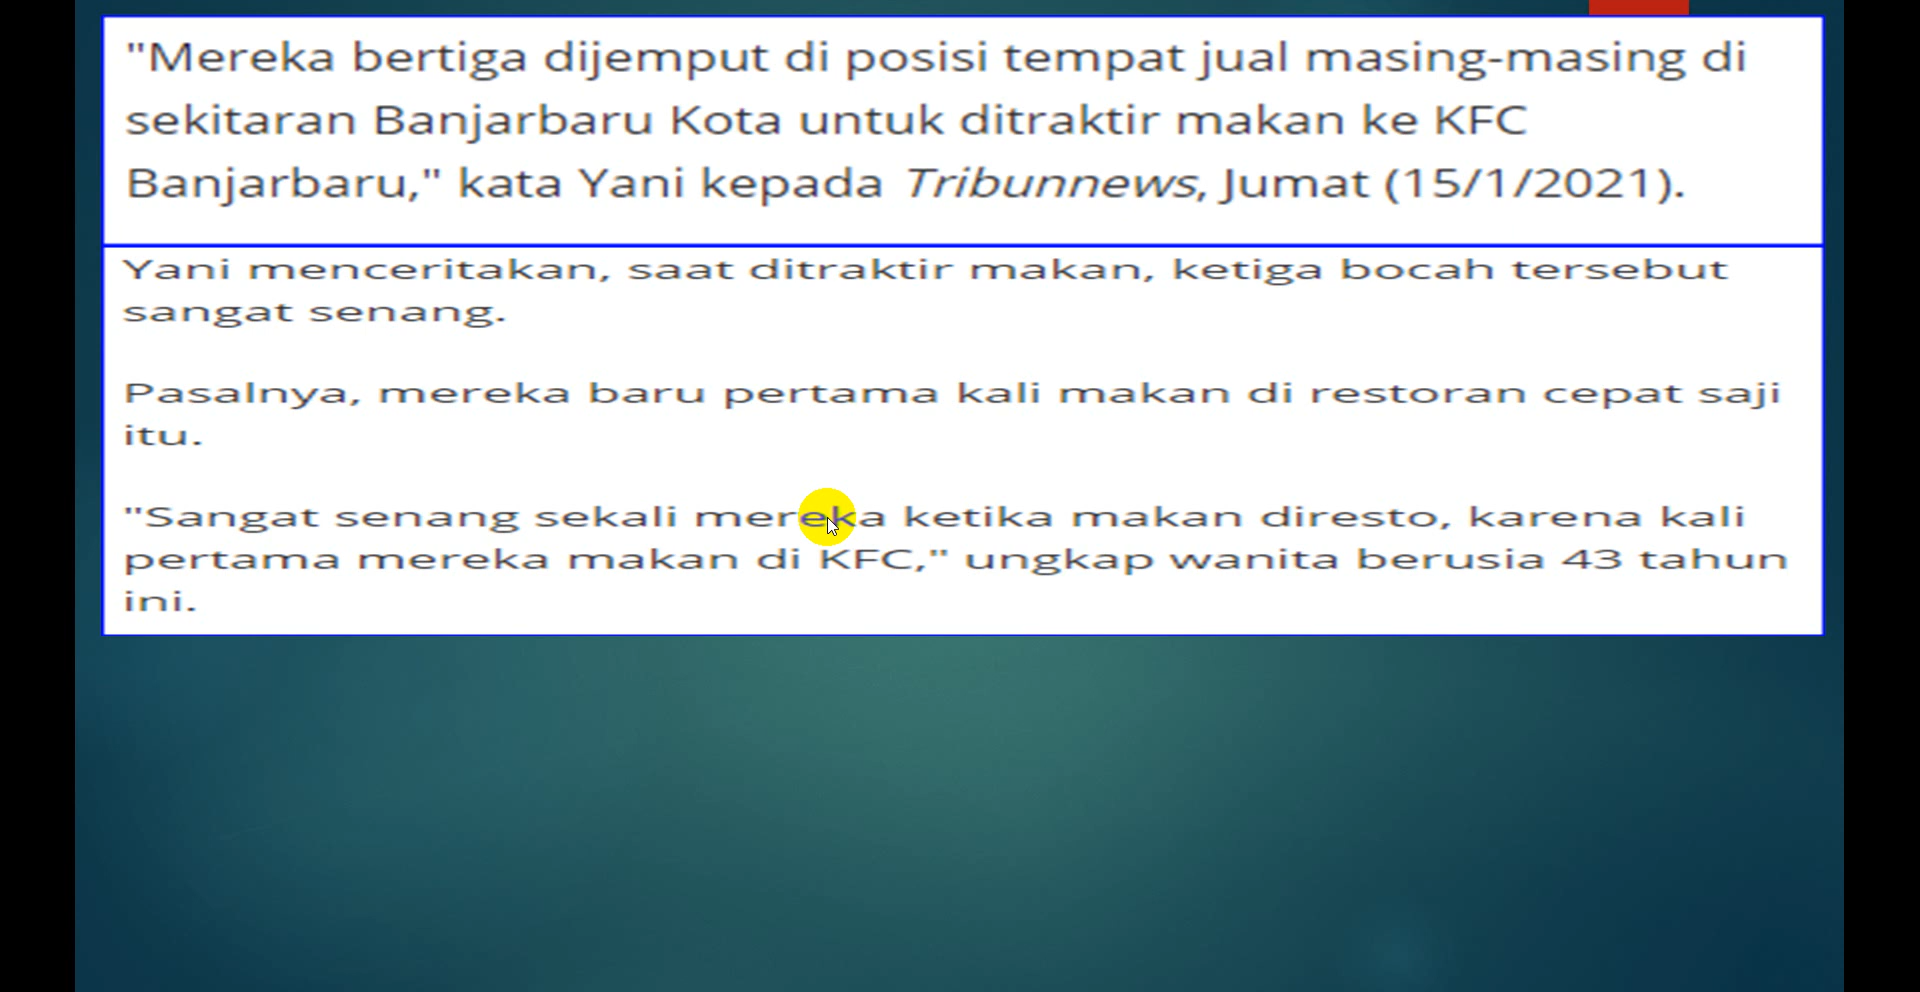 "Mereka bertiga dijemput di posisi tempat jual masing-masing di
sekitaran Banjarbaru Kota untuk ditraktir makan ke KFC
Banjarbaru," kata Yani kepada Tribunnews, Jumat (15/1/2021).
Yani menceritakan, saat ditraktir makan, ketiga bocah tersebut
sangat senang.
Pasalnya, mereka baru pertama kali makan di restoran cepat saji
itu.
"Sangat senang sekali mereka ketika makan diresto, karena kali
pertama mereka makan di KFC," ungkap wanita berusia 43 tahun
ini.